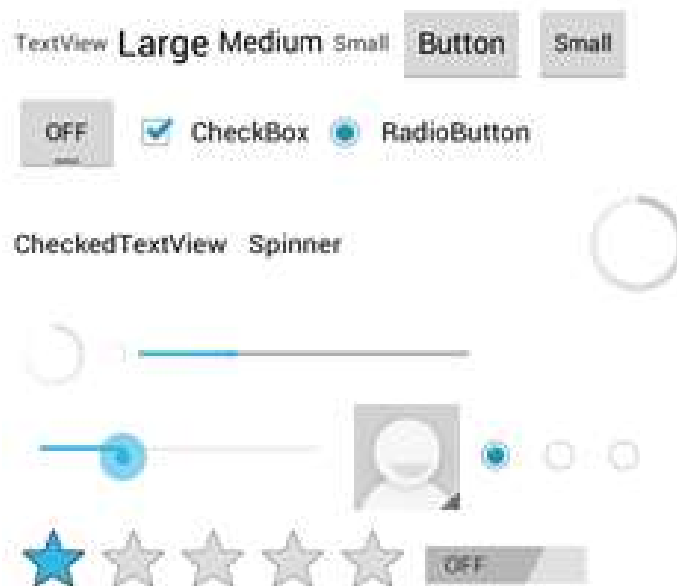 TextView Large Medium Small Button Small
OFF CheckBox RadioButton
CheckedTextView Spinner
OFF